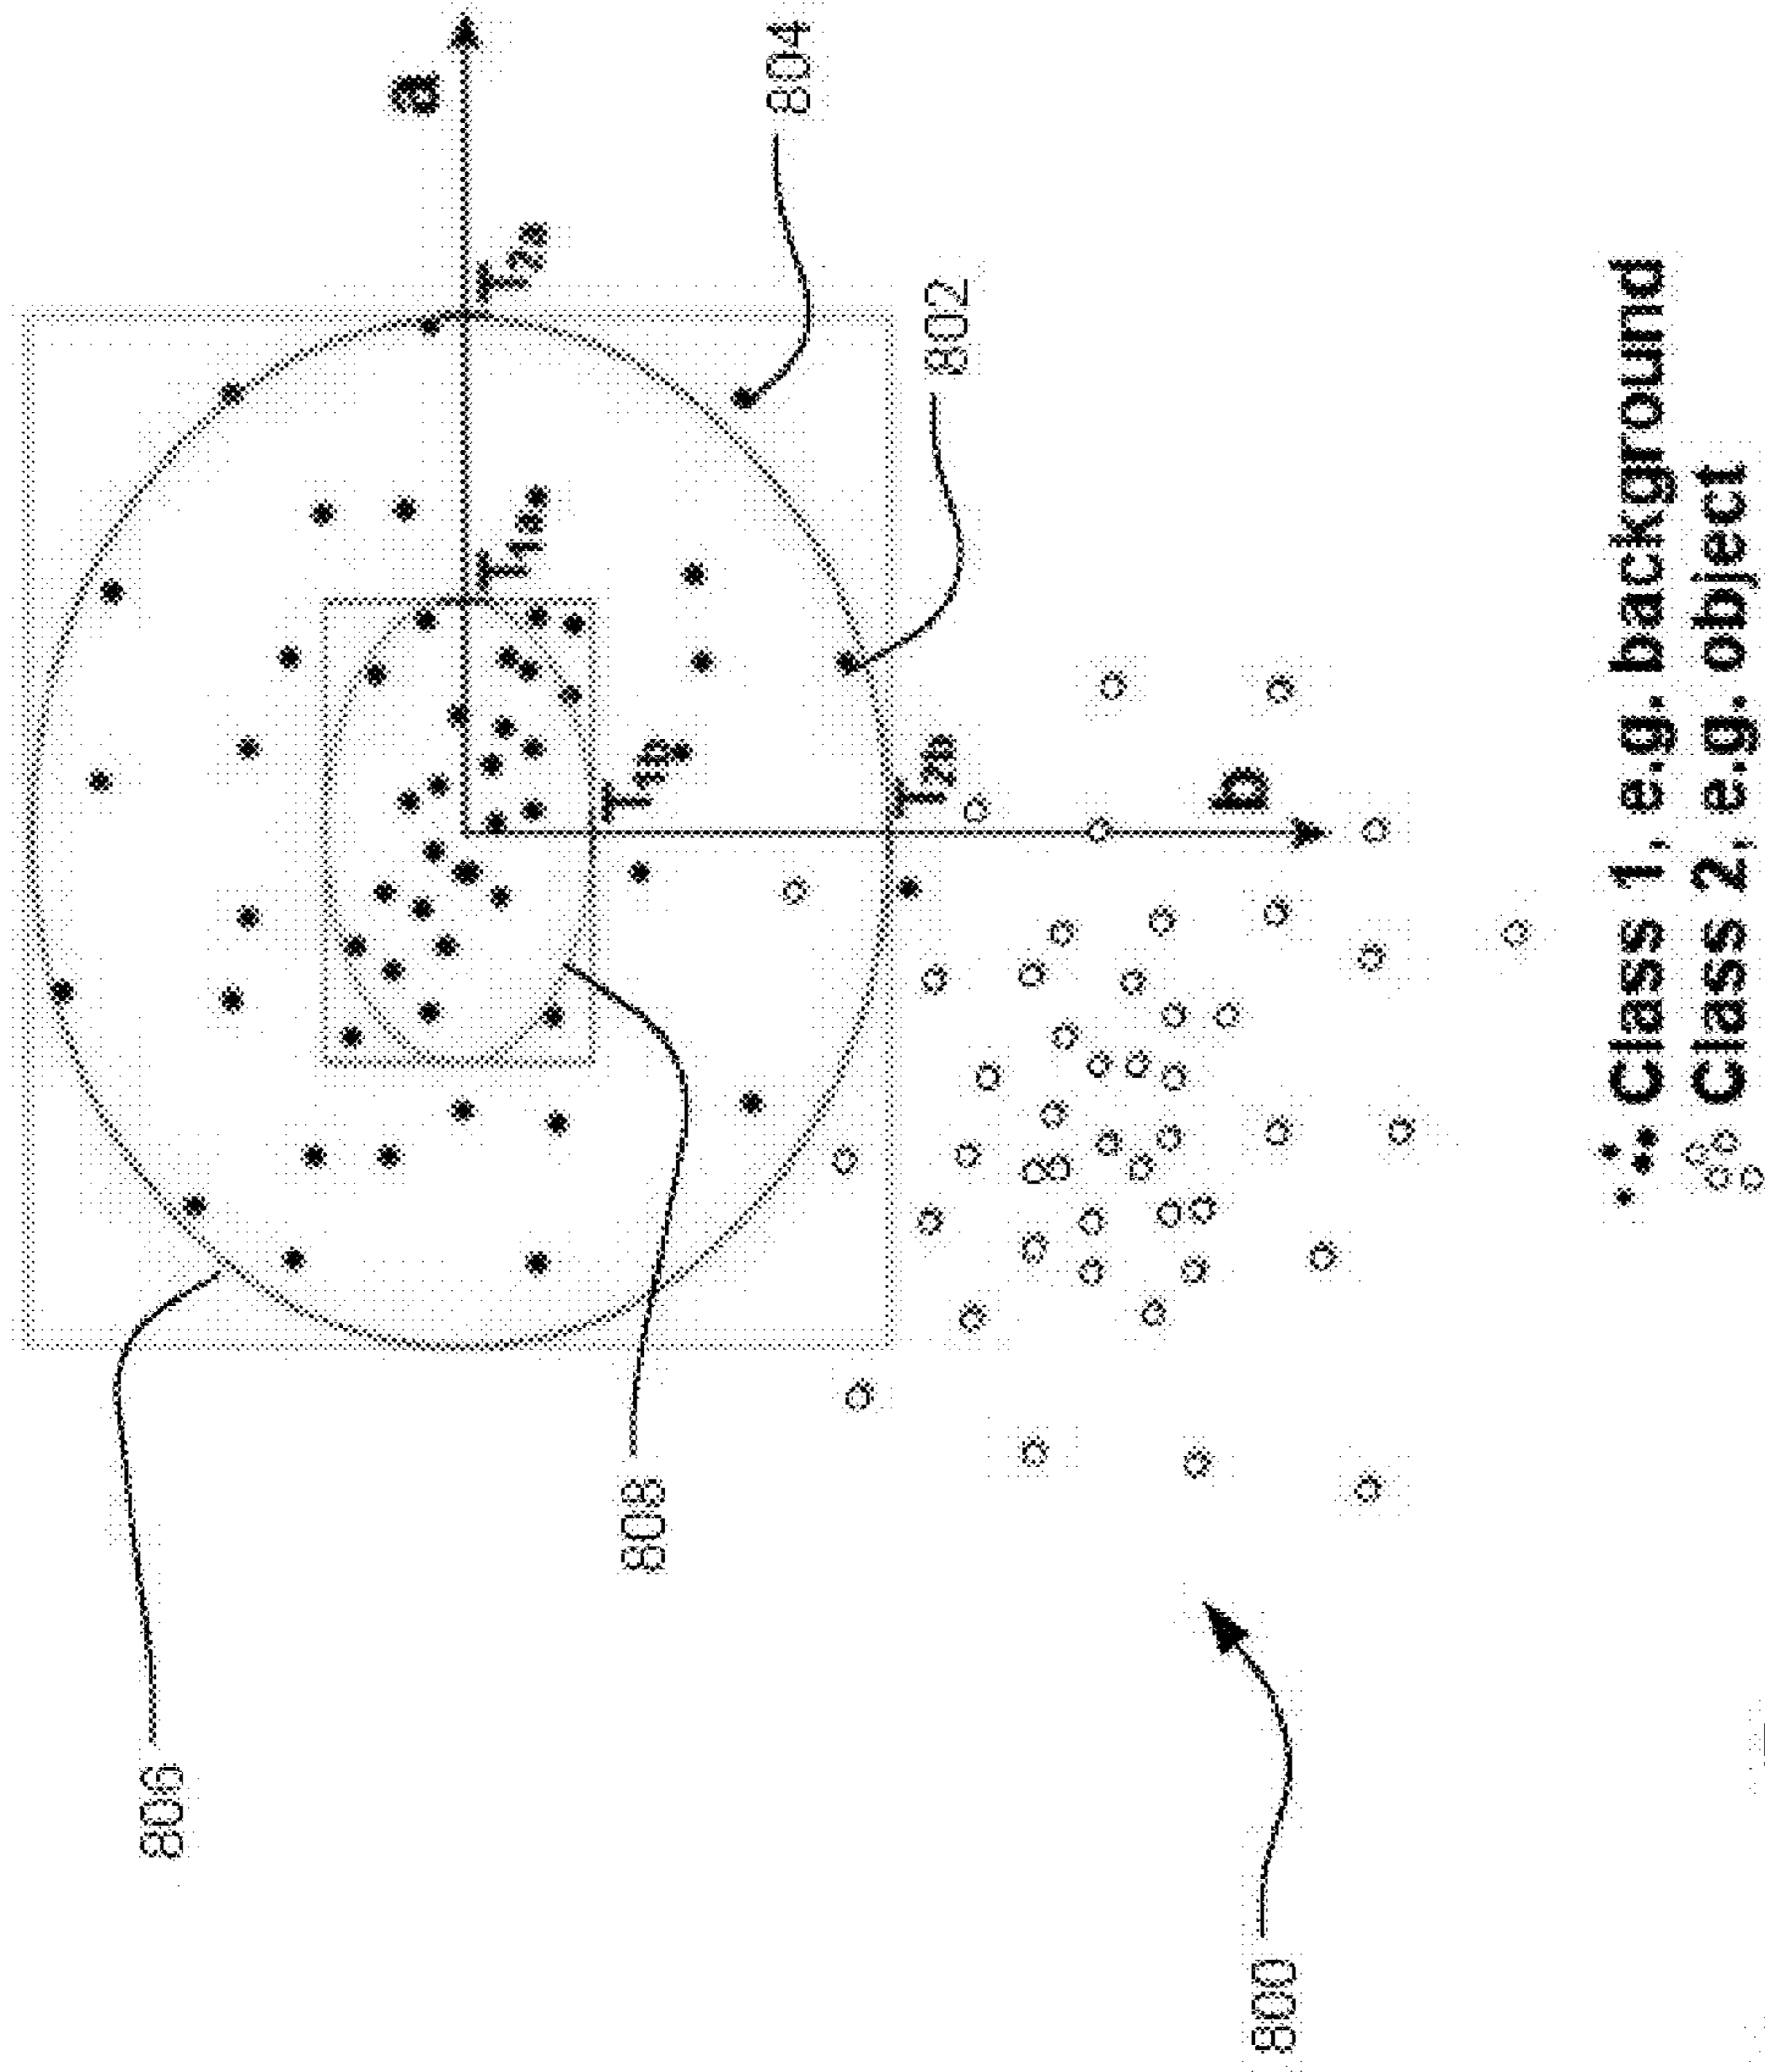 a
804
T2a
802
T1a
T1b
T2b
b
806
808
800
Class 1, e.g. background
Class 2, e.g. object